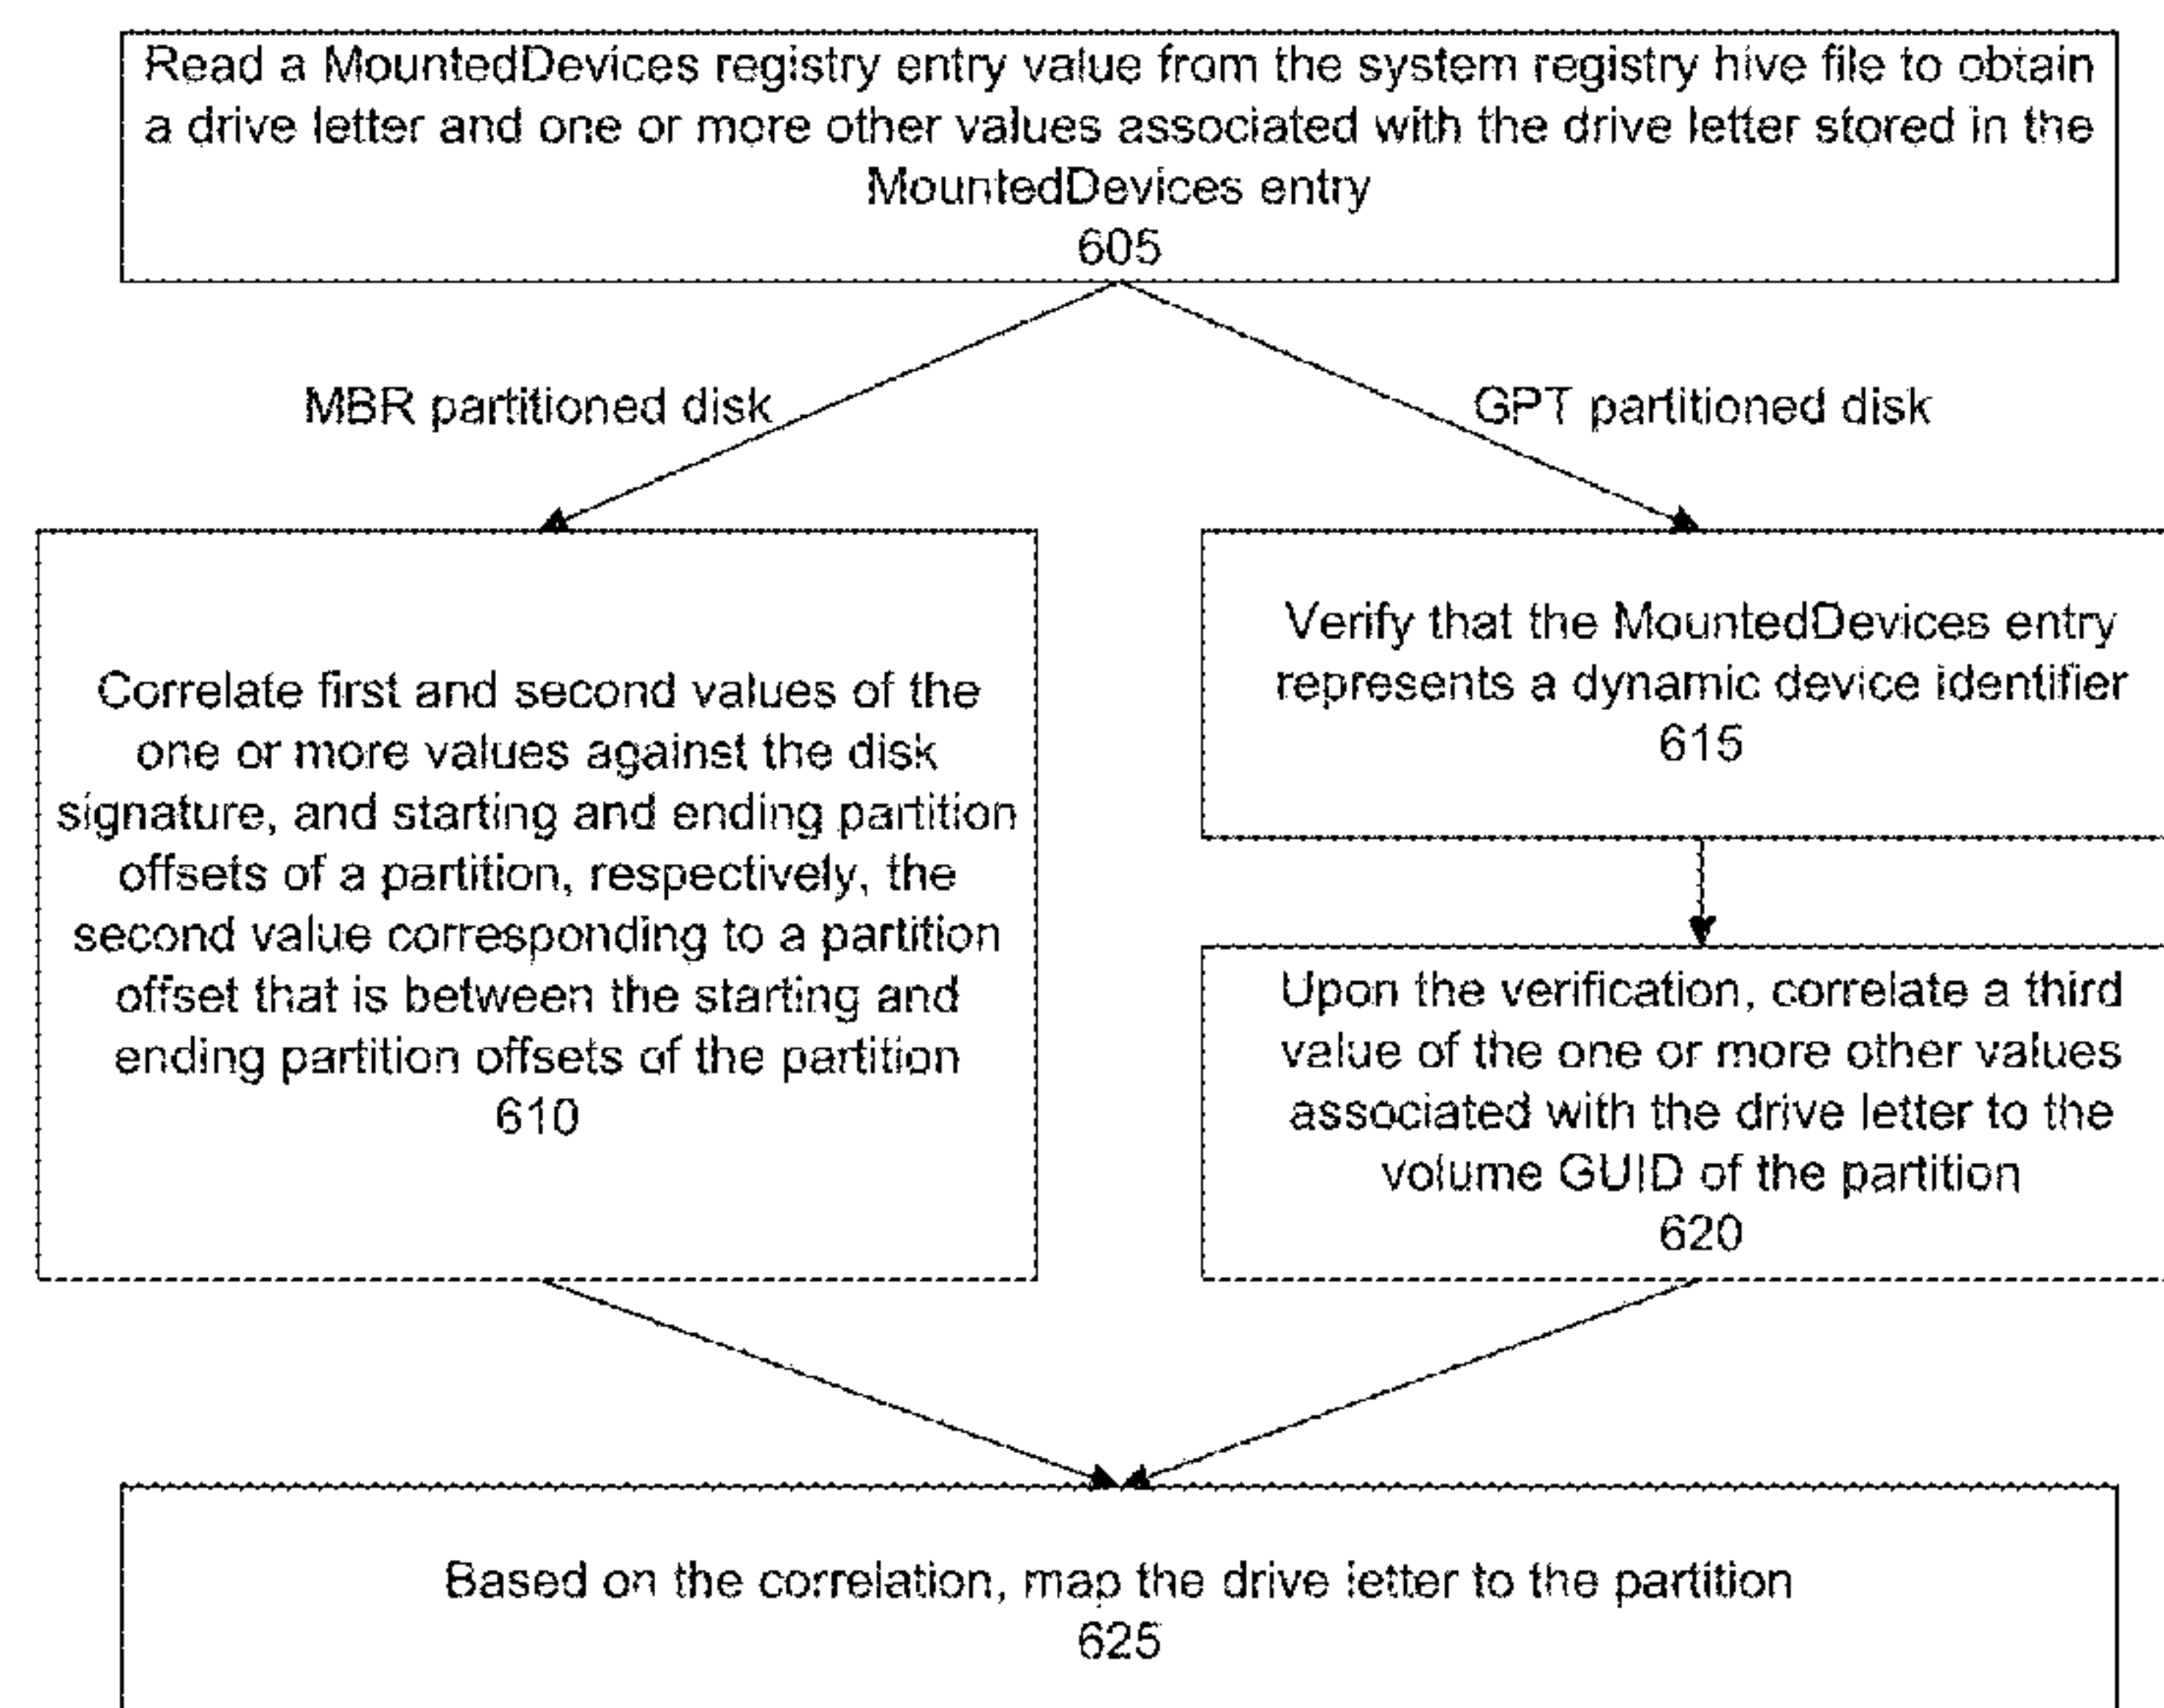 Read a MountedDevices registry entry value from the system registry hive file to obtain
a drive letter and one or more other values associated with the drive letter stored in the
MountedDevices entry
605
MBR partitioned disk
GPT partitioned disk
Correlate first and second values of the
one or more values against the disk
signature, and starting and ending partition
offsets of a partition, respectively, the
second value corresponding to a partition
offset that is between the starting and
ending partition offsets of the partition
610
Verify that the MountedDevices entry
represents a dynamic device identifier
615
Upon the verification, correlate a third
value of the one or more other values
associated with the drive letter to the
volume GUID of the partition
620
Based on the correlation, map the drive letter to the partition
625